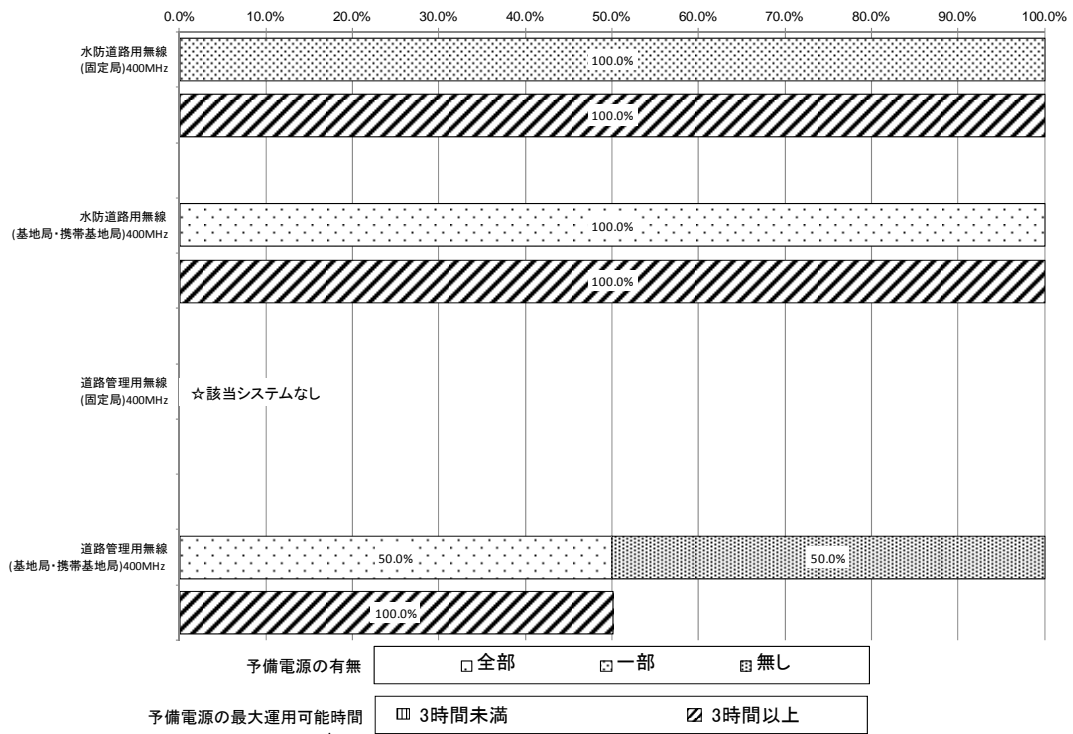 0.0% 10.0% 20.0% 30.0% 40.0% 50.0% 60.0% 70.0% 80.0% 90.0% 100.0%
水防道路用無線
(固定局)400MHz
100.0%
100.0%
水防道路用無線
(基地局・携帯基地局)400MHz
100.0%
100.0%
道路管理用無線
(固定局)400MHz
☆該当システムなし
道路管理用無線
(基地局・携帯基地局)400MHz
50.0% 50.0%
100.0%
予備電源の有無 全部 一部 無し
予備電源の最大運用可能時間 3時間未満 3時間以上